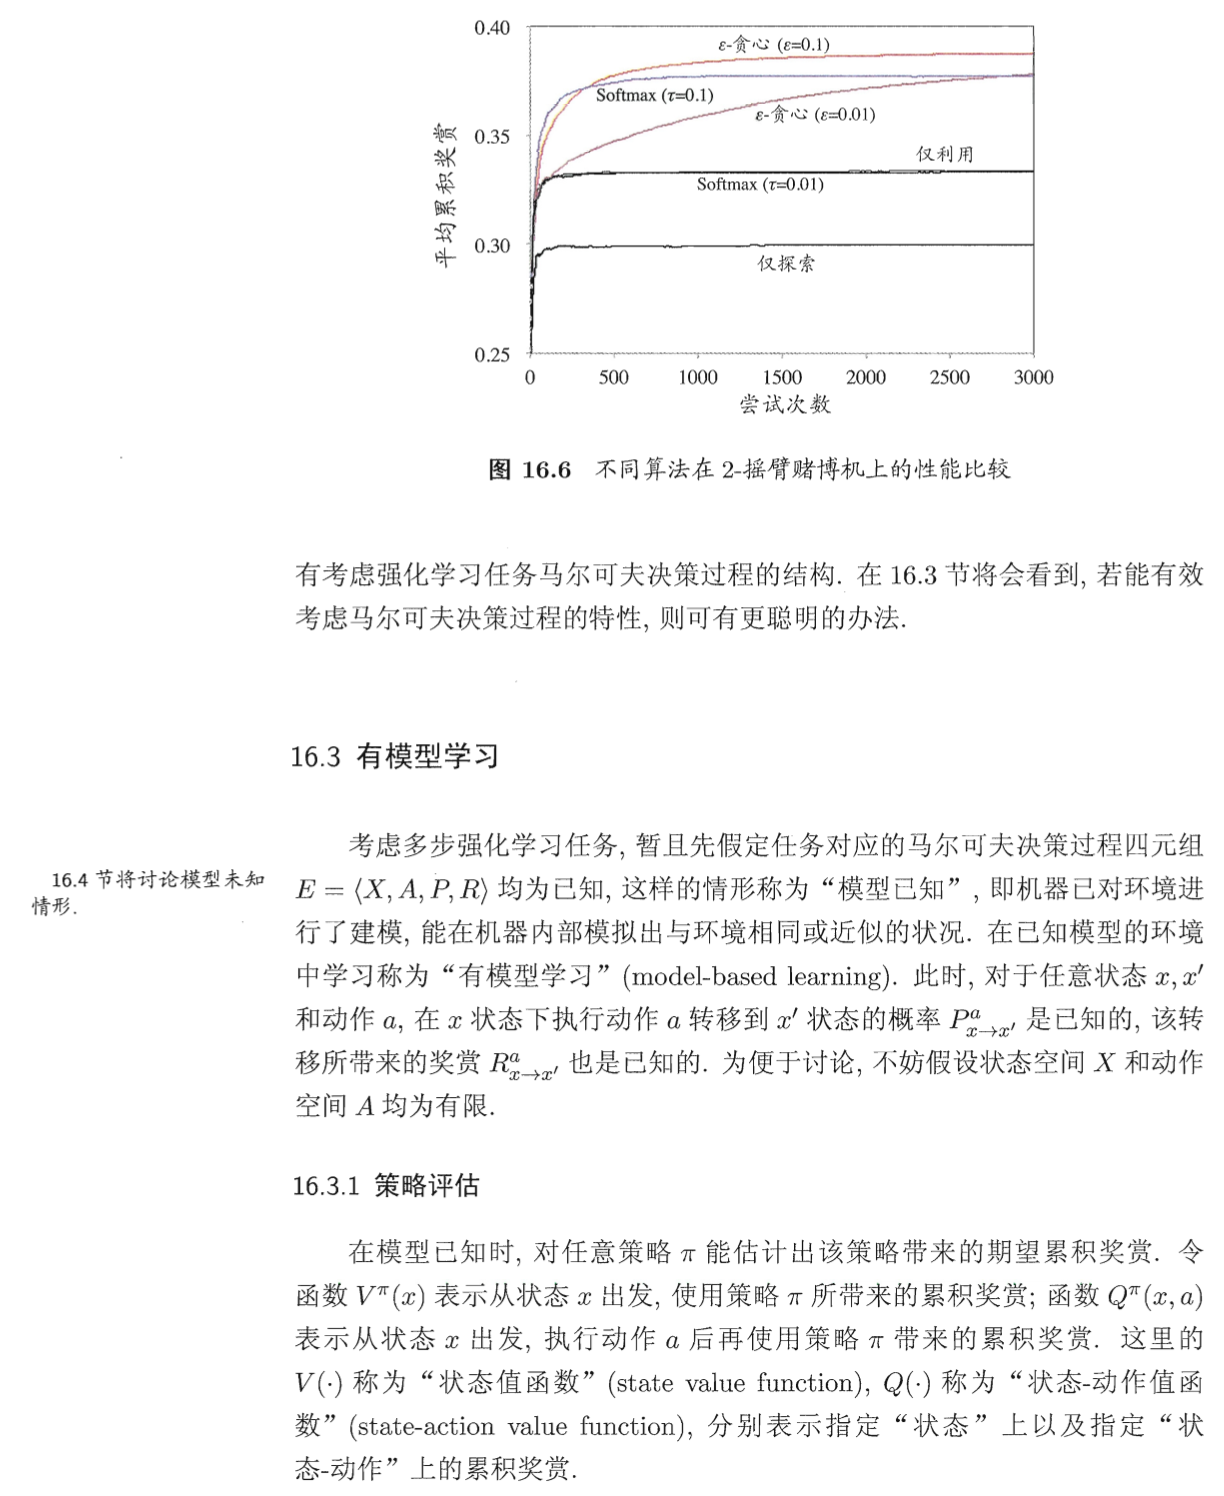 0.40
0.35
0.30
0.25
平均累积奖赏
ε-贪心 (ε=0.1)
Softmax (τ=0.1)
ε-贪心 (ε=0.01)
仅利用
Softmax (τ=0.01)
仅探索
0 500 1000 1500 2000 2500 3000
尝试次数
图 16.6 不同算法在 2-摇臂赌博机上的性能比较
有考虑强化学习任务马尔可夫决策过程的结构. 在 16.3 节将会看到, 若能有效
考虑马尔可夫决策过程的特性, 则可有更聪明的办法.
16.3 有模型学习
考虑多步强化学习任务, 暂且先假定任务对应的马尔可夫决策过程四元组
16.4 节将讨论模型未知
情形.
E = ⟨X, A, P, R⟩ 均为已知, 这样的情形称为“模型已知”, 即机器已对环境进
行了建模, 能在机器内部模拟出与环境相同或近似的状况. 在已知模型的环境
中学习称为“有模型学习”(model-based learning). 此时, 对于任意状态 x, x′
和动作 a, 在 x 状态下执行动作 a 转移到 x′ 状态的概率 P^a_{x→x′} 是已知的, 该转
移所带来的奖赏 R^a_{x→x′} 也是已知的. 为便于讨论, 不妨假设状态空间 X 和动作
空间 A 均为有限.
16.3.1 策略评估
在模型已知时, 对任意策略 π 能估计出该策略带来的期望累积奖赏. 令
函数 V^π(x) 表示从状态 x 出发, 使用策略 π 所带来的累积奖赏; 函数 Q^π(x, a)
表示从状态 x 出发, 执行动作 a 后再使用策略 π 带来的累积奖赏. 这里的
V(·) 称为“状态值函数”(state value function), Q(·) 称为“状态-动作值函
数”(state-action value function), 分别表示指定“状态”上以及指定“状
态-动作”上的累积奖赏.